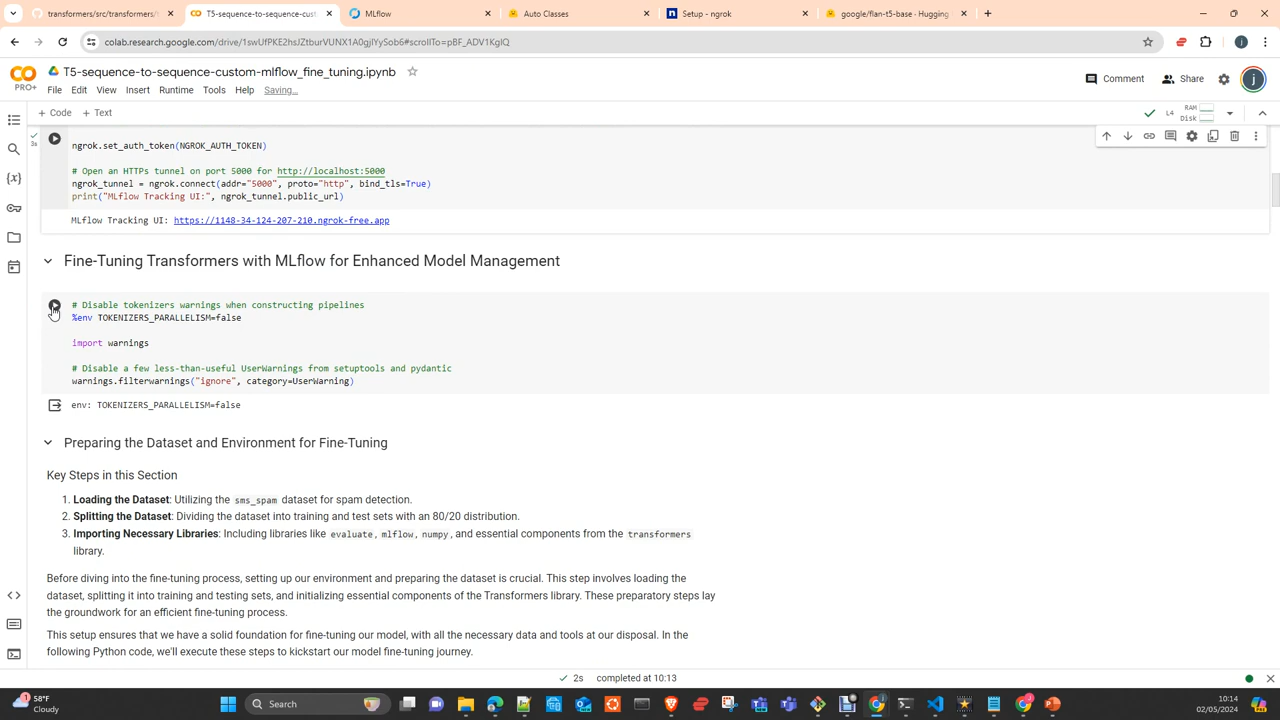 transformers/src/transformers/t
T5-sequence-to-sequence-cust
MLflow
Auto Classes
Setup - ngrok
google/flan-t5-base - Hugging
colab.research.google.com/drive/1swUfPKE2hsJZtburVUNX1A0gjlYySob6#scrollTo=pBF_ADV1KgIQ
T5-sequence-to-sequence-custom-mlflow_fine_tuning.ipynb
PRO+
File Edit View Insert Runtime Tools Help Saving...
Comment Share j
+ Code + Text
L4 RAM Disk
3s
ngrok.set_auth_token(NGROK_AUTH_TOKEN)
# Open an HTTPs tunnel on port 5000 for http://localhost:5000
ngrok_tunnel = ngrok.connect(addr="5000", proto="http", bind_tls=True)
print("MLflow Tracking UI:", ngrok_tunnel.public_url)
MLflow Tracking UI: https://1148-34-124-207-210.ngrok-free.app
Fine-Tuning Transformers with MLflow for Enhanced Model Management
# Disable tokenizers warnings when constructing pipelines
%env TOKENIZERS_PARALLELISM=false
import warnings
# Disable a few less-than-useful UserWarnings from setuptools and pydantic
warnings.filterwarnings("ignore", category=UserWarning)
env: TOKENIZERS_PARALLELISM=false
Preparing the Dataset and Environment for Fine-Tuning
Key Steps in this Section
1. Loading the Dataset: Utilizing the sms_spam dataset for spam detection.
2. Splitting the Dataset: Dividing the dataset into training and test sets with an 80/20 distribution.
3. Importing Necessary Libraries: Including libraries like evaluate, mlflow, numpy, and essential components from the transformers
library.
Before diving into the fine-tuning process, setting up our environment and preparing the dataset is crucial. This step involves loading the
dataset, splitting it into training and testing sets, and initializing essential components of the Transformers library. These preparatory steps lay
the groundwork for an efficient fine-tuning process.
This setup ensures that we have a solid foundation for fine-tuning our model, with all the necessary data and tools at our disposal. In the
following Python code, we'll execute these steps to kickstart our model fine-tuning journey.
2s completed at 10:13
58°F
Cloudy
Search
10:14
02/05/2024